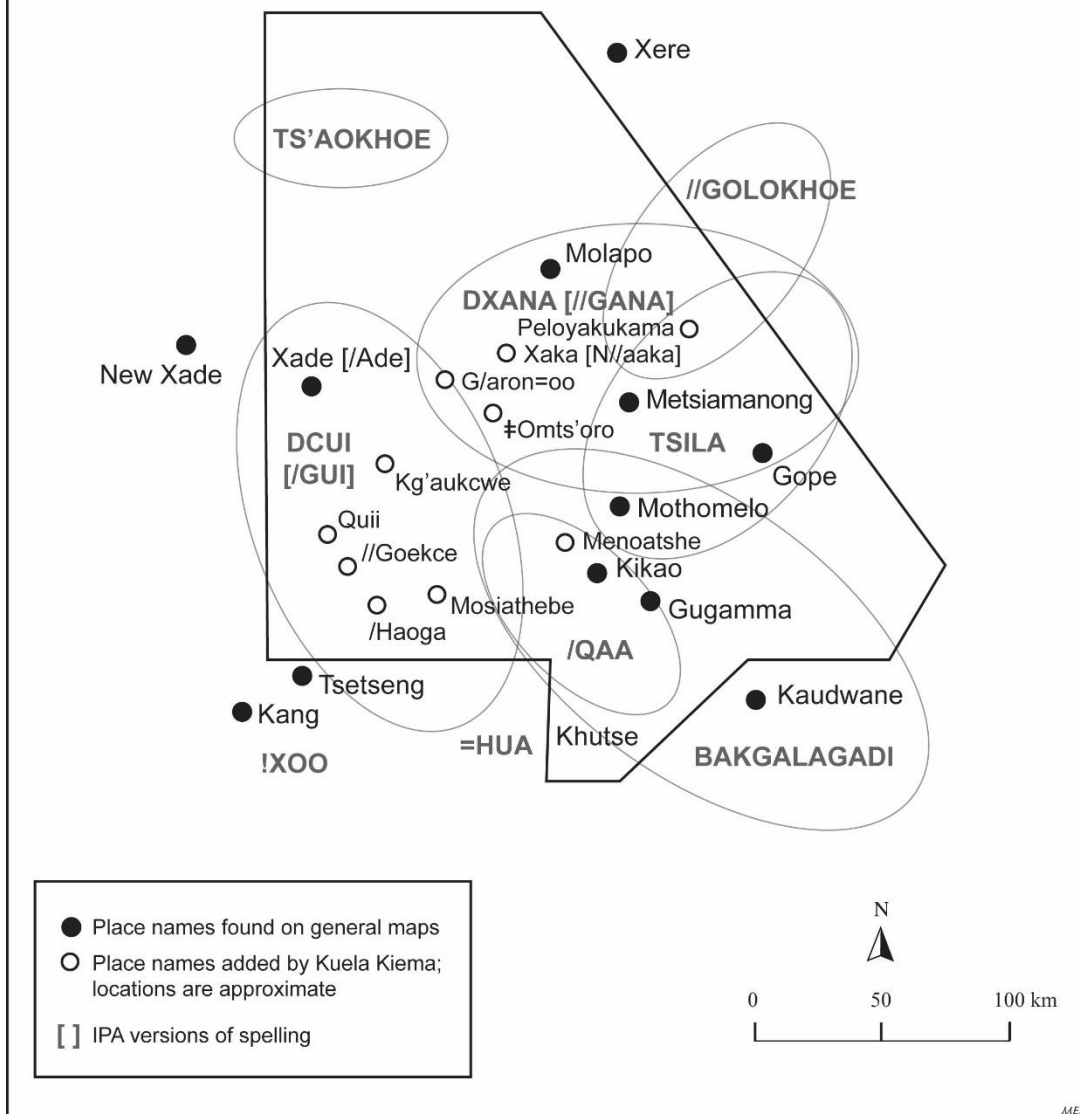 Xere
TS’AOKHOE
//GOLOKHOE
Molapo
DXANA [//GANA]
Peloyakukama
Xaka [N//aaka]
New Xade
Xade [/Ade]
G/aron=oo
Metsiamanong
ǂOmts’oro
DCUI
[/GUI]
TSILA
Gope
Kg’aukcwe
Mothomelo
Quii
Menoatshe
//Goekce
Kikao
Mosiathebe
Gugamma
/Haoga
/QAA
Tsetseng
Kang
Kaudwane
=HUA
Khutse
!XOO
BAKGALAGADI
Place names found on general maps
Place names added by Kuela Kiema;
locations are approximate
[ ] IPA versions of spelling
N
0 50 100 km